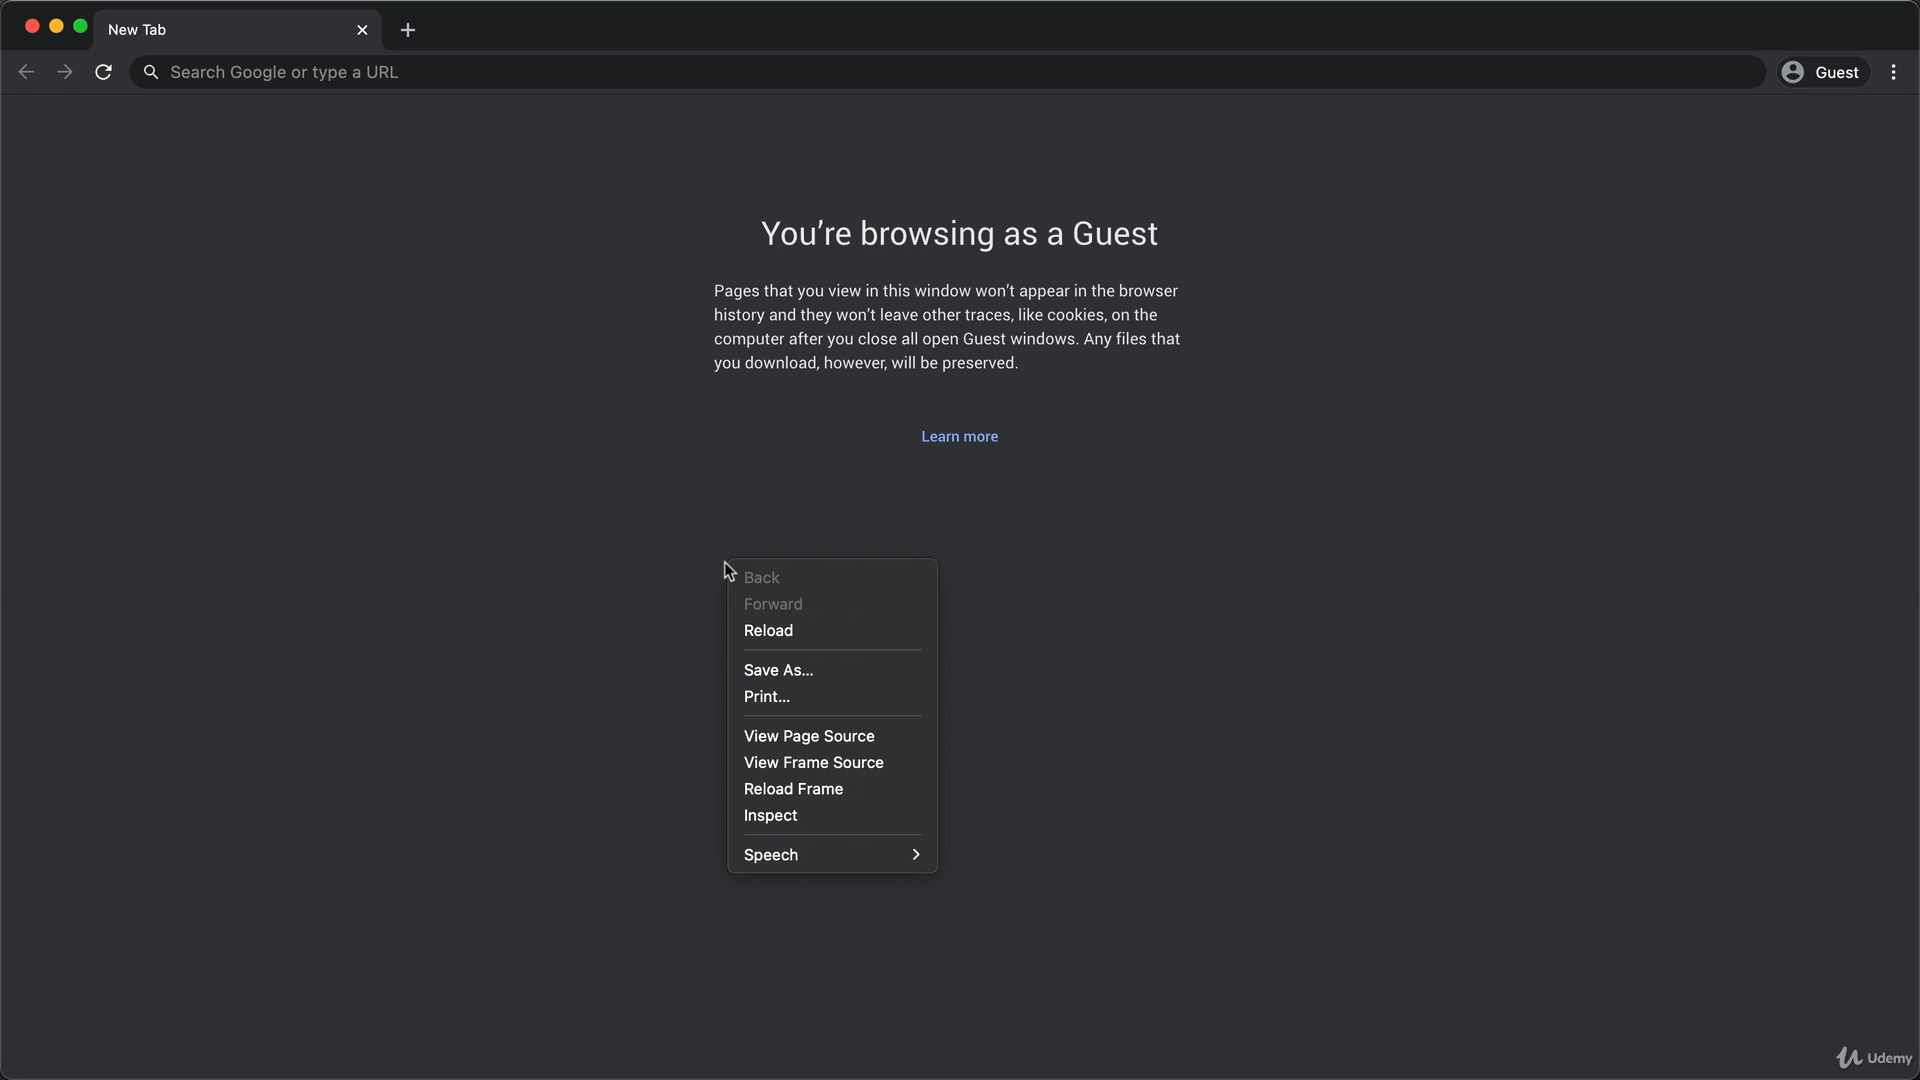 New Tab
Search Google or type a URL
Guest
You’re browsing as a Guest
Pages that you view in this window won’t appear in the browser
history and they won’t leave other traces, like cookies, on the
computer after you close all open Guest windows. Any files that
you download, however, will be preserved.
Learn more
Back
Forward
Reload
Save As...
Print...
View Page Source
View Frame Source
Reload Frame
Inspect
Speech
Udemy